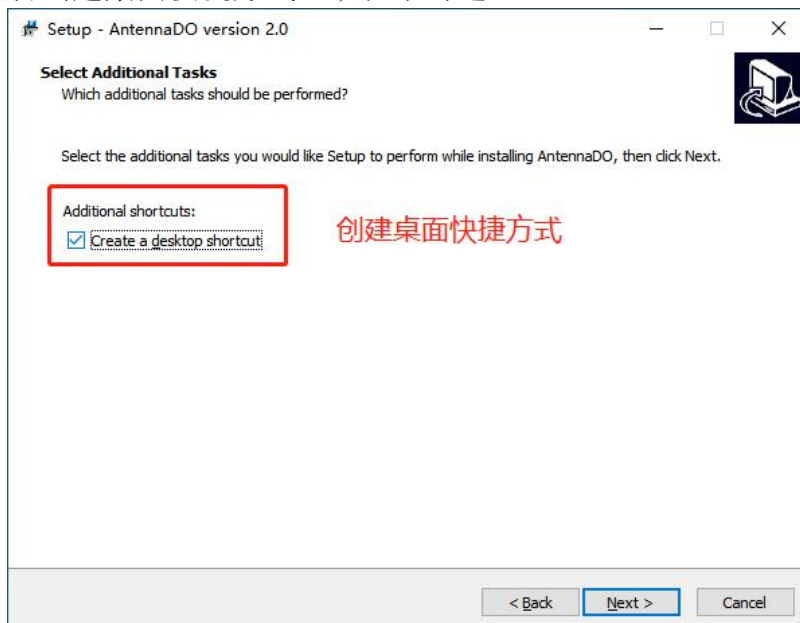 Setup - AntennaDO version 2.0
Select Additional Tasks
Which additional tasks should be performed?
Select the additional tasks you would like Setup to perform while installing AntennaDO, then click Next.
Additional shortcuts:
Create a desktop shortcut
创建桌面快捷方式
< Back
Next >
Cancel